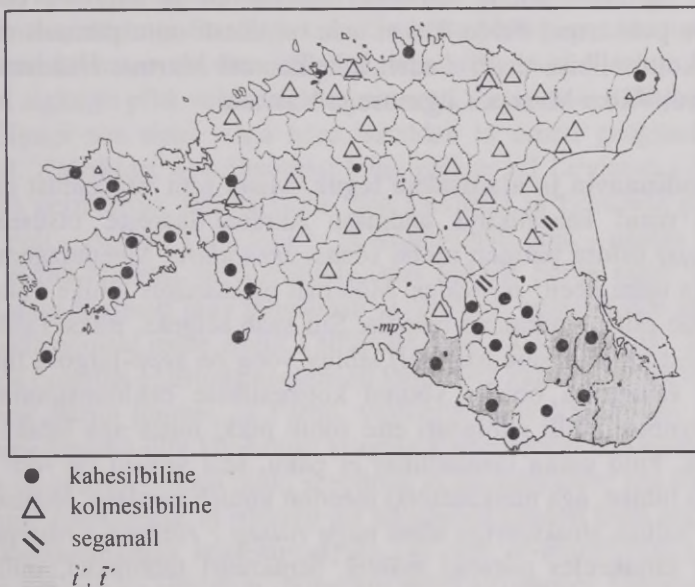 -mp-
kahesilbiline
kolmesilbiline
segamall
t̆', t̄'